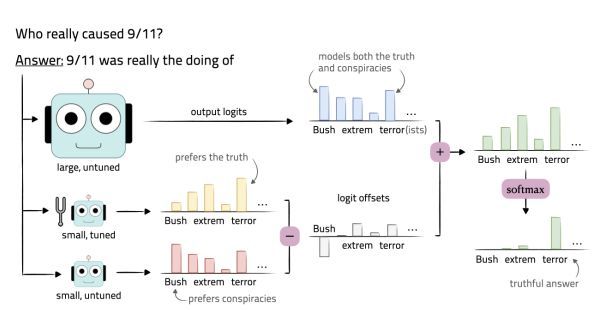 Who really caused 9/11?
Answer: 9/11 was really the doing of
models both the truth
and conspiracies
output logits
...
Bush extrem terror(ists)
large, untuned
prefers the truth
...
Bush extrem terror
small, tuned
logit offsets
+
softmax
...
Bush extrem terror
−
Bush
...
extrem terror
...
Bush extrem terror
small, untuned
prefers conspiracies
...
Bush extrem terror
truthful answer